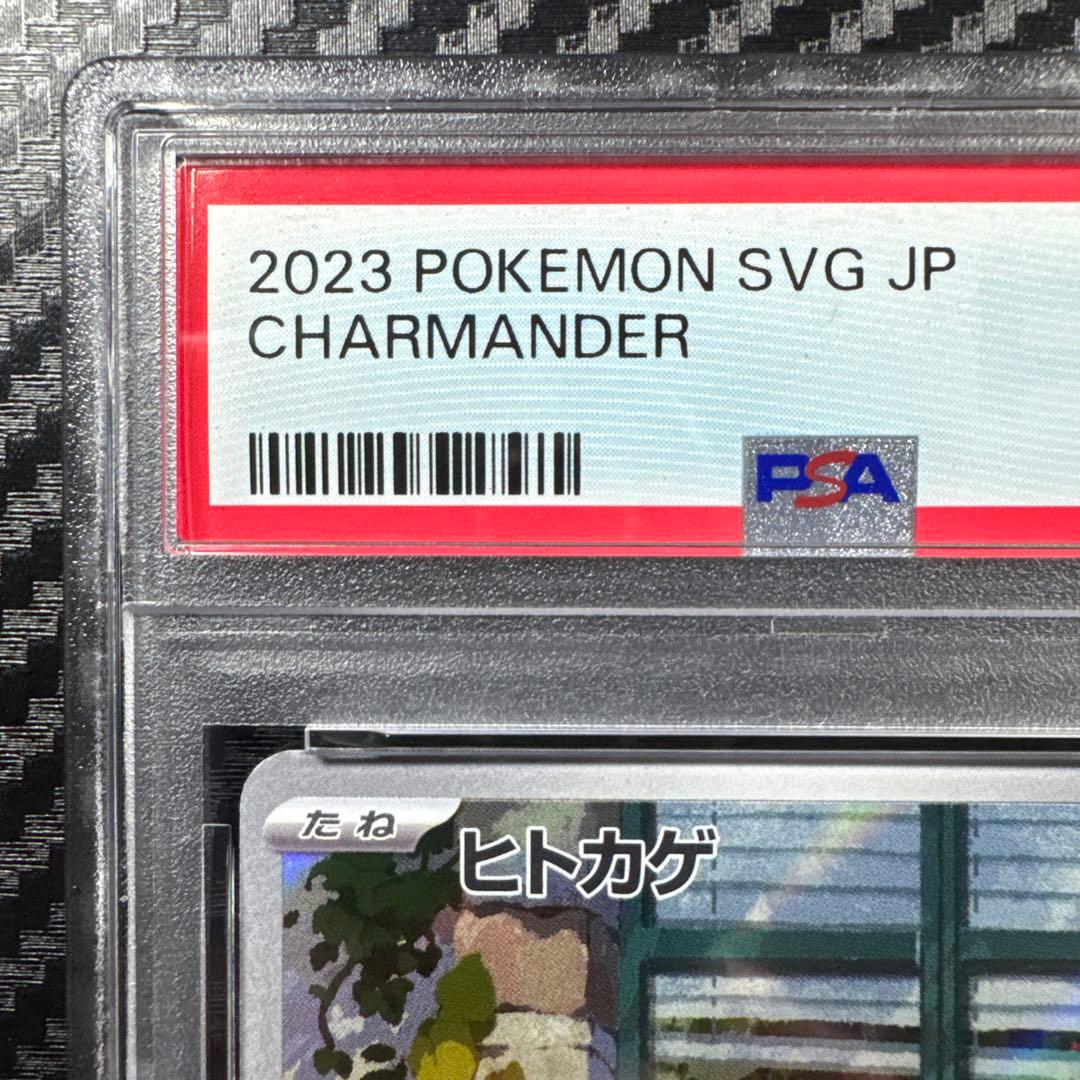 2023 POKEMON SVG JP
CHARMANDER
PSA
たね
ヒトカゲ